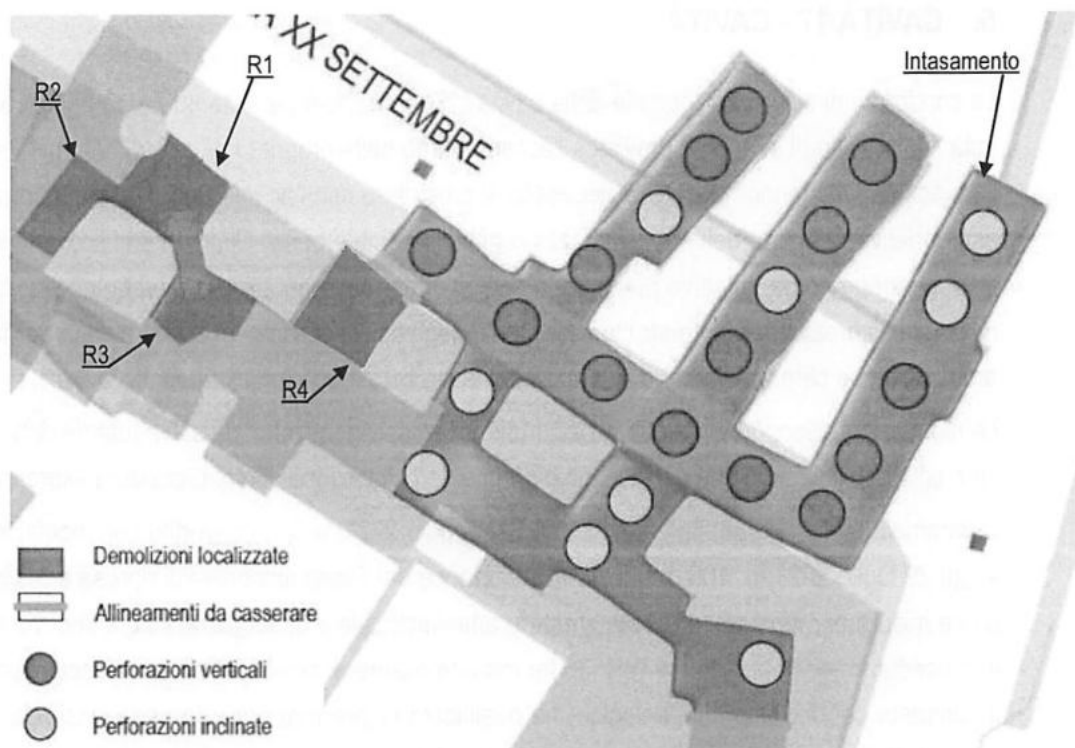 R2
R1
A XX SETTEMBRE
Intasamento
R3
R4
Demolizioni localizzate
Allineamenti da casserare
Perforazioni verticali
Perforazioni inclinate